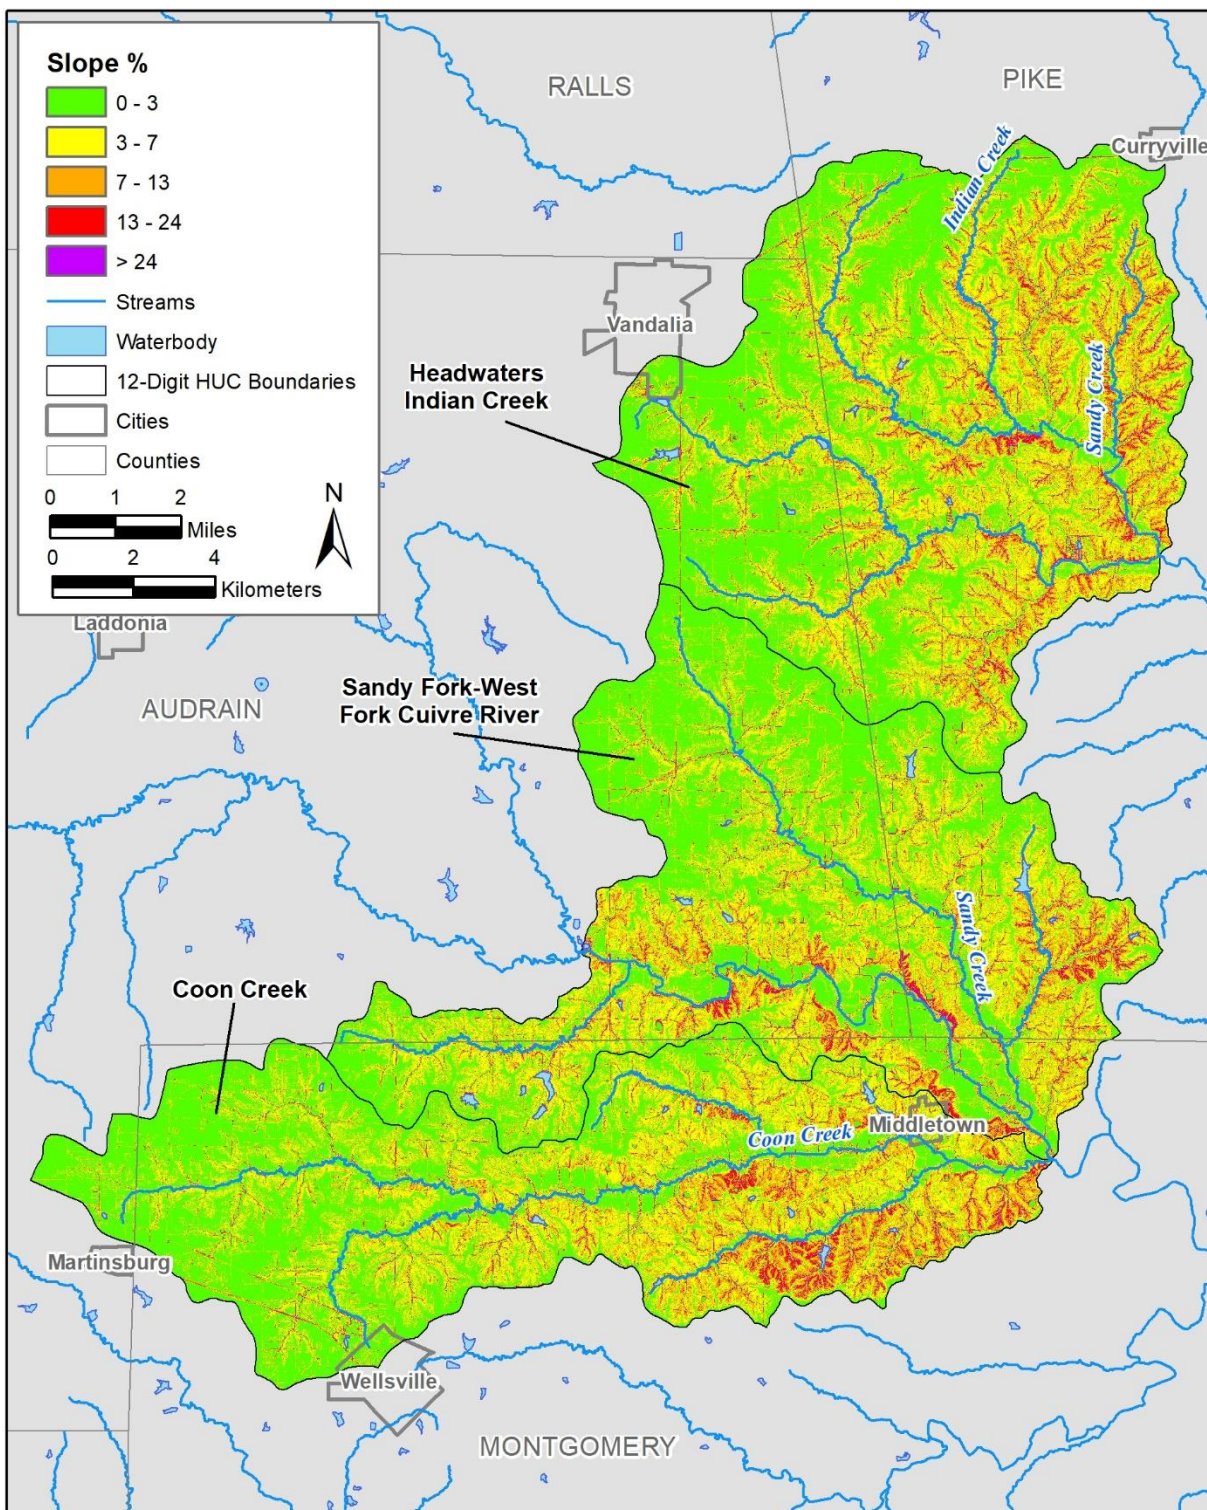 Slope %
0 - 3
3 - 7
7 - 13
13 - 24
> 24
Streams
Waterbody
12-Digit HUC Boundaries
Cities
Counties
0 1 2
Miles
0 2 4
Kilometers
N
RALLS
PIKE
Curryville
Indian Creek
Vandalia
Headwaters
Indian Creek
Sandy Creek
Laddonia
AUDRAIN
Sandy Fork-West
Fork Cuivre River
Sandy Creek
Coon Creek
Middletown
Coon Creek
Martinsburg
Wellsville
MONTGOMERY